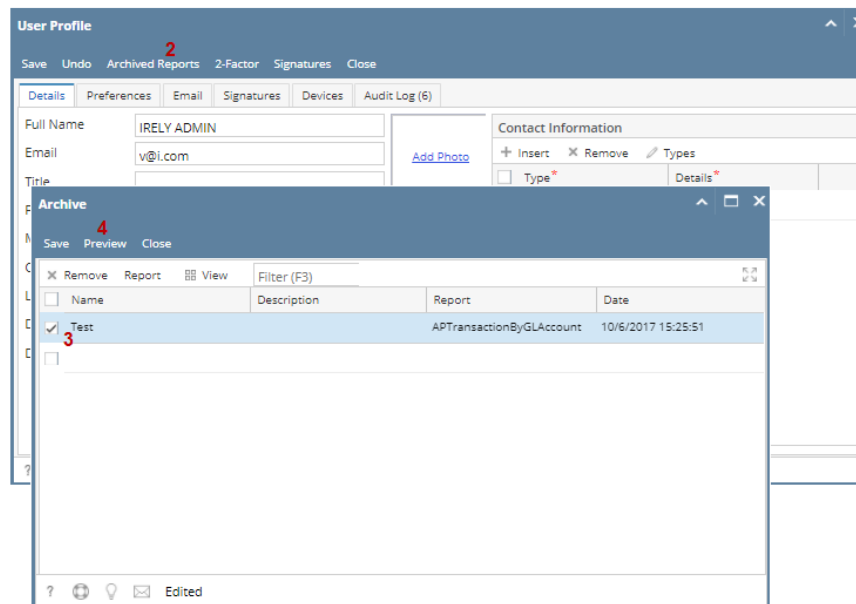 User Profile
2
Save Undo Archived Reports 2-Factor Signatures Close
Details Preferences Email Signatures Devices Audit Log (6)
Full Name IRELY ADMIN Contact Information
Email v@i.com Add Photo + Insert X Remove Types
Title Type* Details*
Archive
4
Save Preview Close
X Remove Report View Filter (F3)
Name Description Report Date
Test APTransactionByGLAccount 10/6/2017 15:25:51
3
? Edited